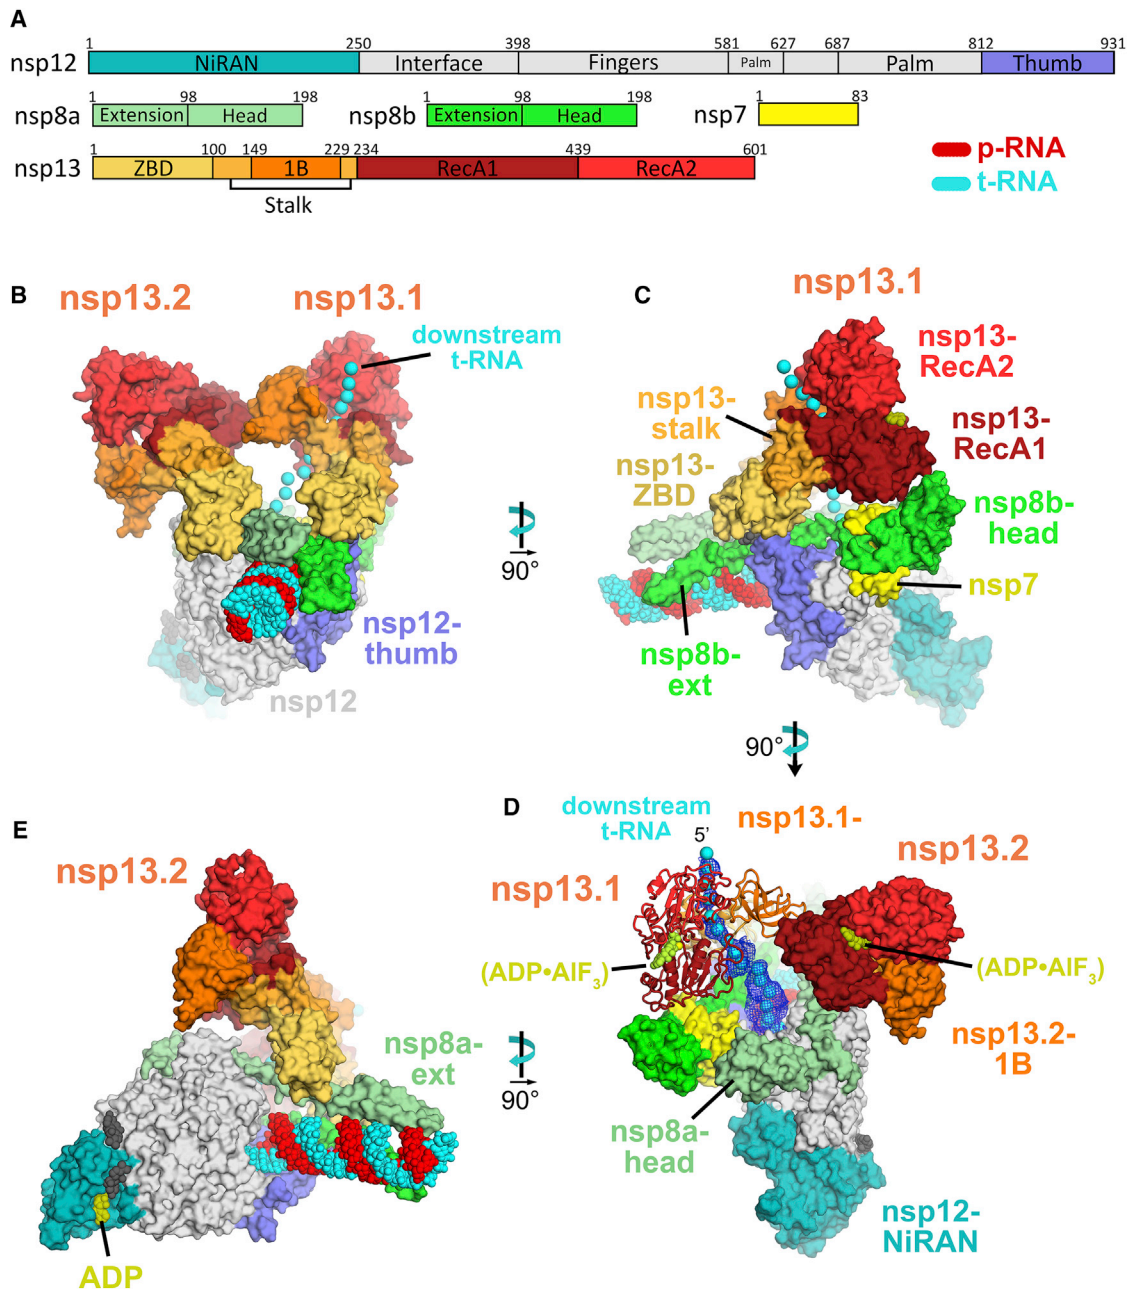 A
1 250 398 581 627 687 812 931
nsp12 NiRAN Interface Fingers Palm Palm Thumb
1 98 198 1 98 198 1 83
nsp8a Extension Head nsp8b Extension Head nsp7
1 100 149 229 234 439 601
nsp13 ZBD 1B RecA1 RecA2
Stalk
p-RNA
t-RNA
B
nsp13.2 nsp13.1
downstream
t-RNA
nsp12-
thumb
nsp12
90°
C
nsp13.1
nsp13-
RecA2
nsp13-
stalk
nsp13-
RecA1
nsp13-
ZBD
nsp8b-
head
nsp7
nsp8b-
ext
90°
D
downstream
t-RNA
5’
nsp13.1-
nsp13.1
nsp13.2
(ADP•AlF3)
(ADP•AlF3)
nsp13.2-
1B
nsp8a-
head
nsp12-
NiRAN
E
nsp13.2
nsp8a-
ext
90°
ADP